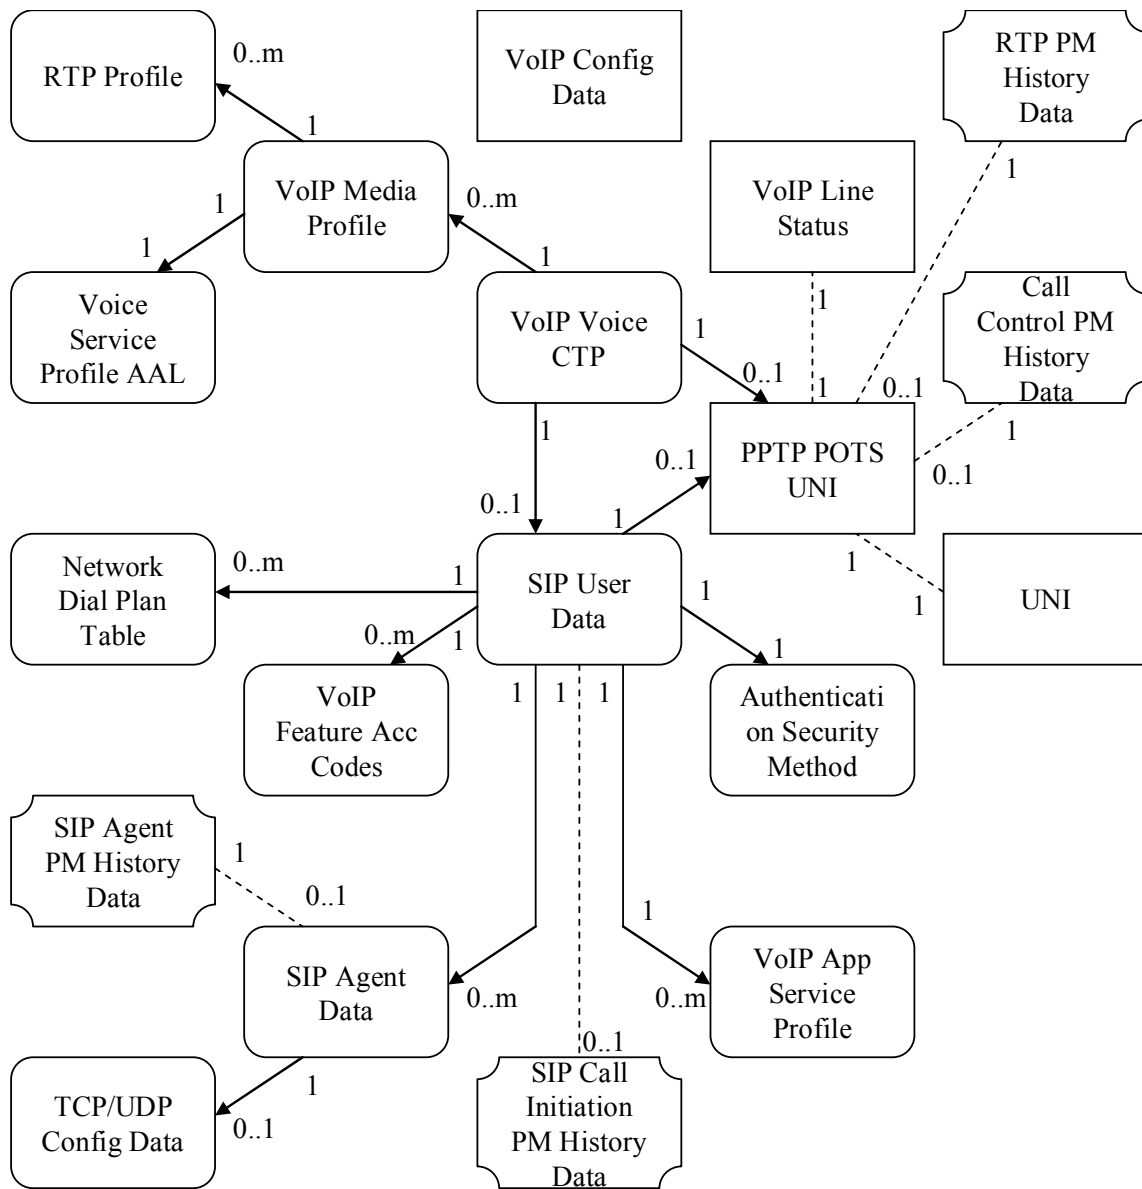 RTP Profile
0..m
1
VoIP Config
Data
RTP PM
History
Data
1
VoIP Media
Profile
1
1
0..m
1
VoIP Line
Status
1
1
Voice
Service
Profile AAL
VoIP Voice
CTP
1
0..1
1
0..1
Call
Control PM
History
Data
1
0..1
0..1
PPTP POTS
UNI
0..1
1
1
1
UNI
Network
Dial Plan
Table
0..m
1
SIP User
Data
1
1
0..m
1
VoIP
Feature Acc
Codes
1
1
1
Authenticati
on Security
Method
SIP Agent
PM History
Data
1
0..1
SIP Agent
Data
0..m
1
0..m
VoIP App
Service
Profile
TCP/UDP
Config Data
1
0..1
0..1
SIP Call
Initiation
PM History
Data